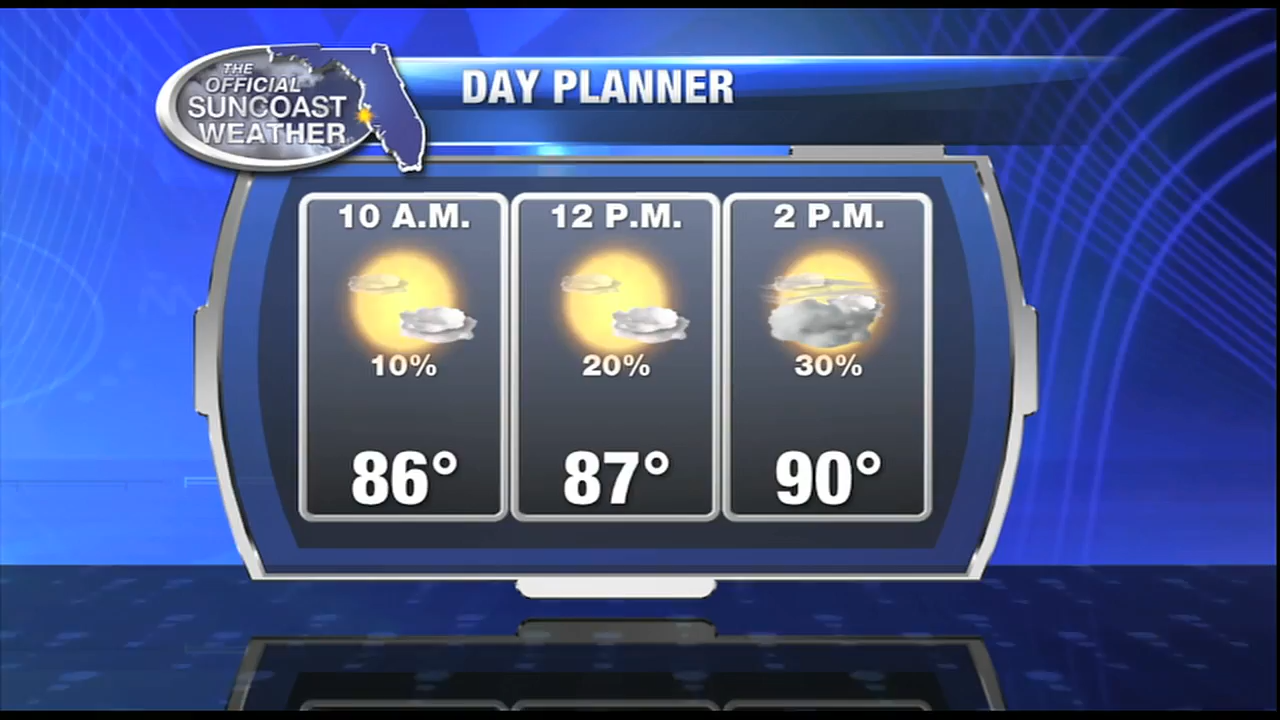 THE
OFFICIAL
SUNCOAST
WEATHER
DAY PLANNER
10 A.M.
10%
86°
12 P.M.
20%
87°
2 P.M.
30%
90°